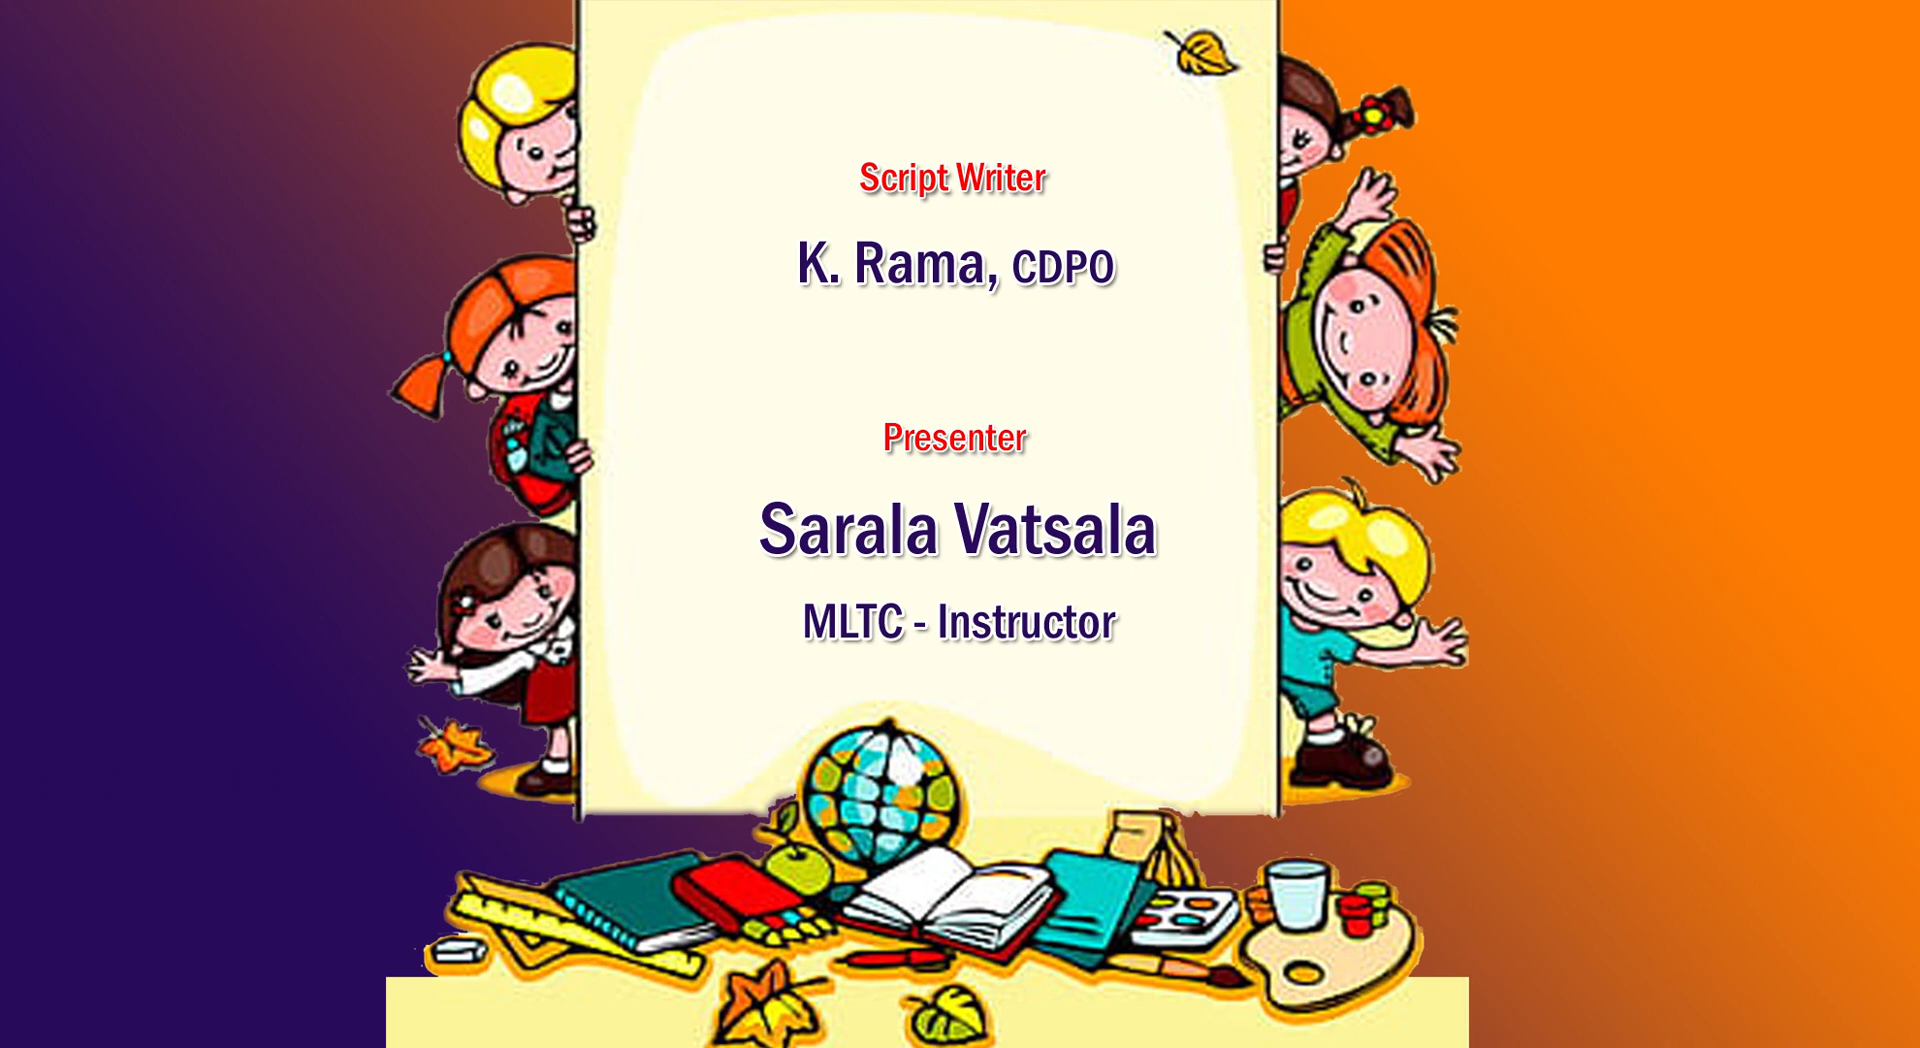 Script Writer
K. Rama, CDPO
Presenter
Sarala Vatsala
MLTC - Instructor